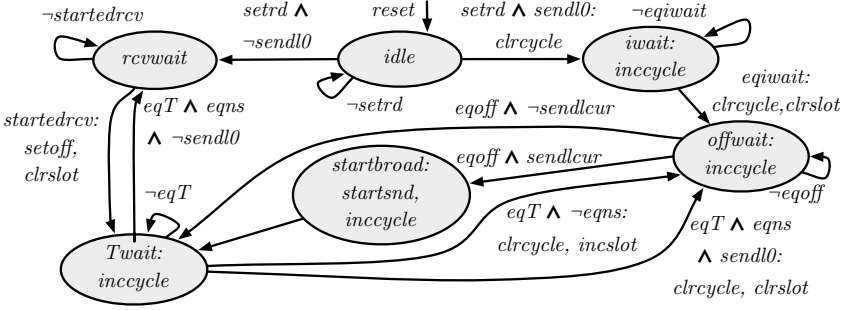 ¬startedrcv
rcvwait
setrd ∧
¬sendl0
reset
idle
¬setrd
setrd ∧ sendl0:
clrcycle
¬eqiwait
iwait:
inccycle
eqiwait:
clrcycle,clrslot
startedrcv:
setoff,
clrslot
eqT ∧ eqns
∧ ¬sendl0
eqoff ∧ ¬sendlcur
offwait:
inccycle
¬eqoff
startbroad:
startsnd,
inccycle
eqoff ∧ sendlcur
¬eqT
Twait:
inccycle
eqT ∧ ¬eqns:
clrcycle, incslot
eqT ∧ eqns
∧ sendl0:
clrcycle, clrslot